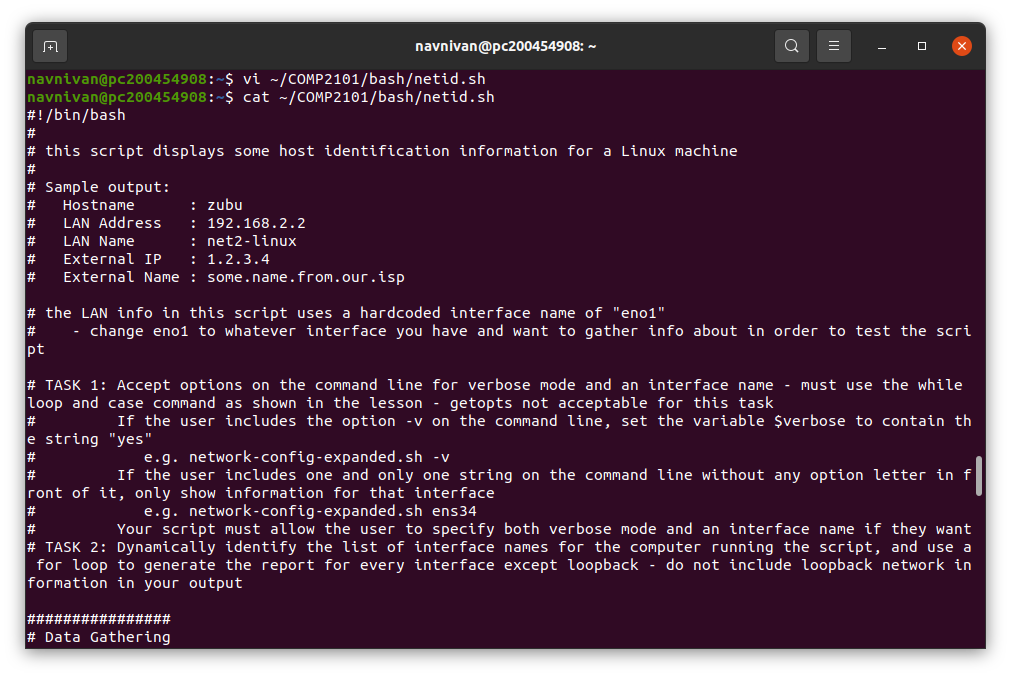 navnivan@pc200454908: ~
navnivan@pc200454908:~$ vi ~/COMP2101/bash/netid.sh
navnivan@pc200454908:~$ cat ~/COMP2101/bash/netid.sh
#!/bin/bash
#
# this script displays some host identification information for a Linux machine
#
# Sample output:
#   Hostname      : zubu
#   LAN Address   : 192.168.2.2
#   LAN Name      : net2-linux
#   External IP   : 1.2.3.4
#   External Name : some.name.from.our.isp

# the LAN info in this script uses a hardcoded interface name of "eno1"
#    - change eno1 to whatever interface you have and want to gather info about in order to test the scri
pt

# TASK 1: Accept options on the command line for verbose mode and an interface name - must use the while 
loop and case command as shown in the lesson - getopts not acceptable for this task
#         If the user includes the option -v on the command line, set the variable $verbose to contain th
e string "yes"
#            e.g. network-config-expanded.sh -v
#         If the user includes one and only one string on the command line without any option letter in f
ront of it, only show information for that interface
#            e.g. network-config-expanded.sh ens34
#         Your script must allow the user to specify both verbose mode and an interface name if they want
# TASK 2: Dynamically identify the list of interface names for the computer running the script, and use a
 for loop to generate the report for every interface except loopback - do not include loopback network in
formation in your output

################
# Data Gathering